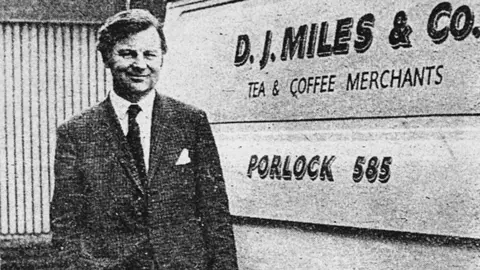 D. J. MILES & CO.
TEA & COFFEE MERCHANTS
PORLOCK 585